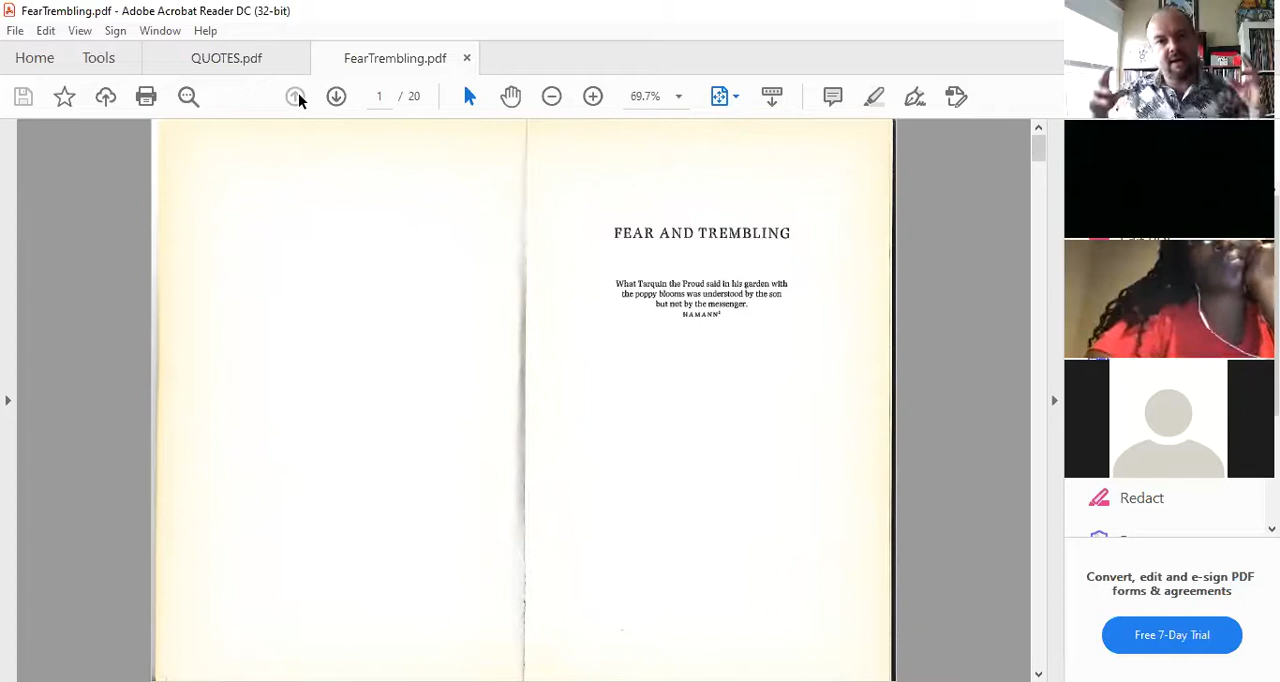 FearTrembling.pdf - Adobe Acrobat Reader DC (32-bit)
File Edit View Sign Window Help
Home Tools QUOTES.pdf FearTrembling.pdf ×
1 / 20 69.7%
FEAR AND TREMBLING
What Tarquin the Proud said in his garden with
the poppy blooms was understood by the son
but not by the messenger.
HAMANN¹
Redact
Convert, edit and e-sign PDF
forms & agreements
Free 7-Day Trial